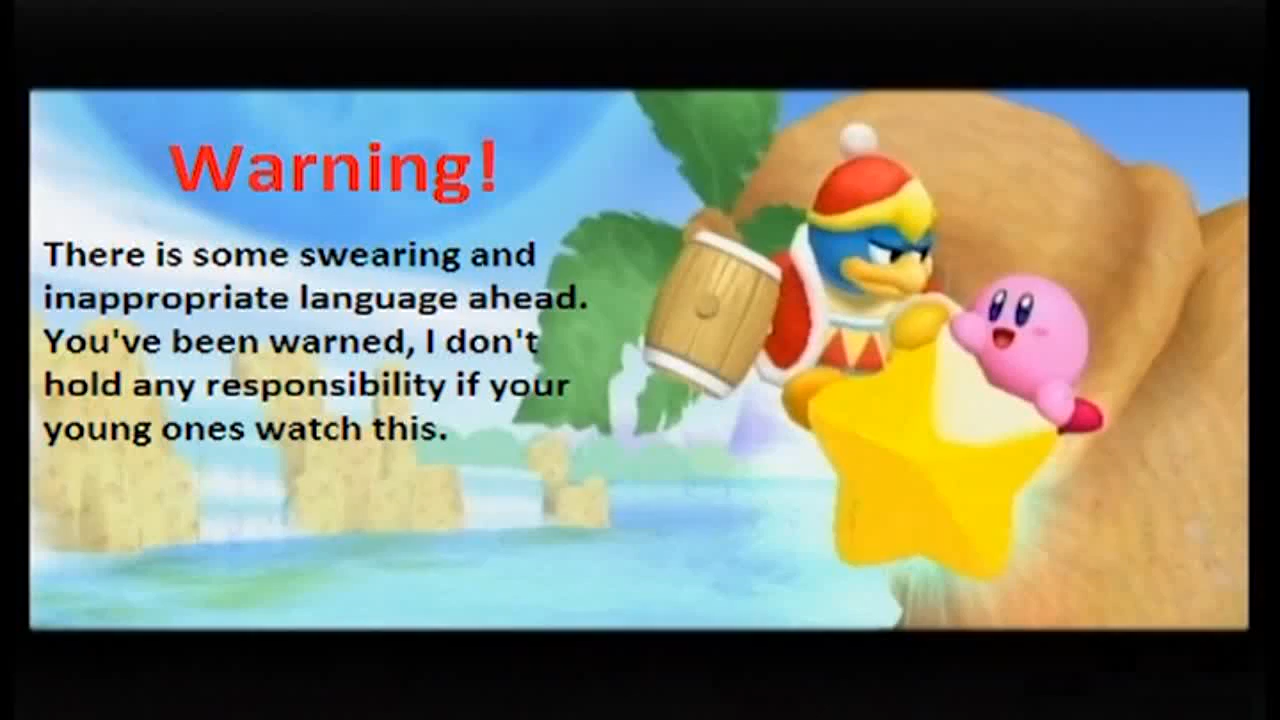 Warning!
There is some swearing and
inappropriate language ahead.
You've been warned, I don't
hold any responsibility if your
young ones watch this.